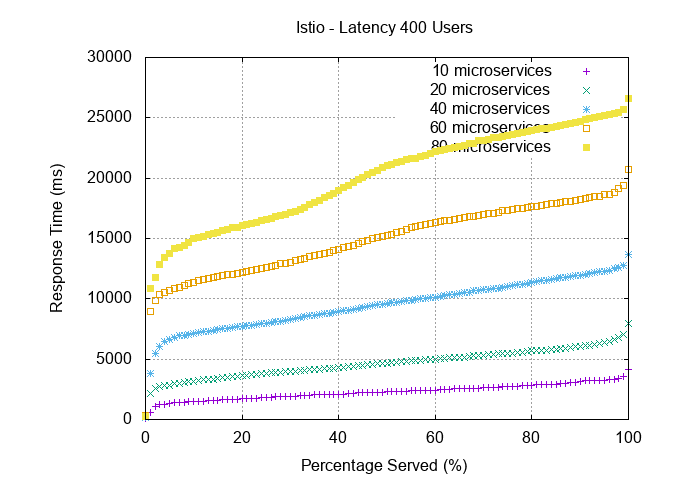 Istio - Latency 400 Users
30000
25000
20000
15000
10000
5000
0
Response Time (ms)
10 microservices
20 microservices
40 microservices
60 microservices
80 microservices
0 20 40 60 80 100
Percentage Served (%)